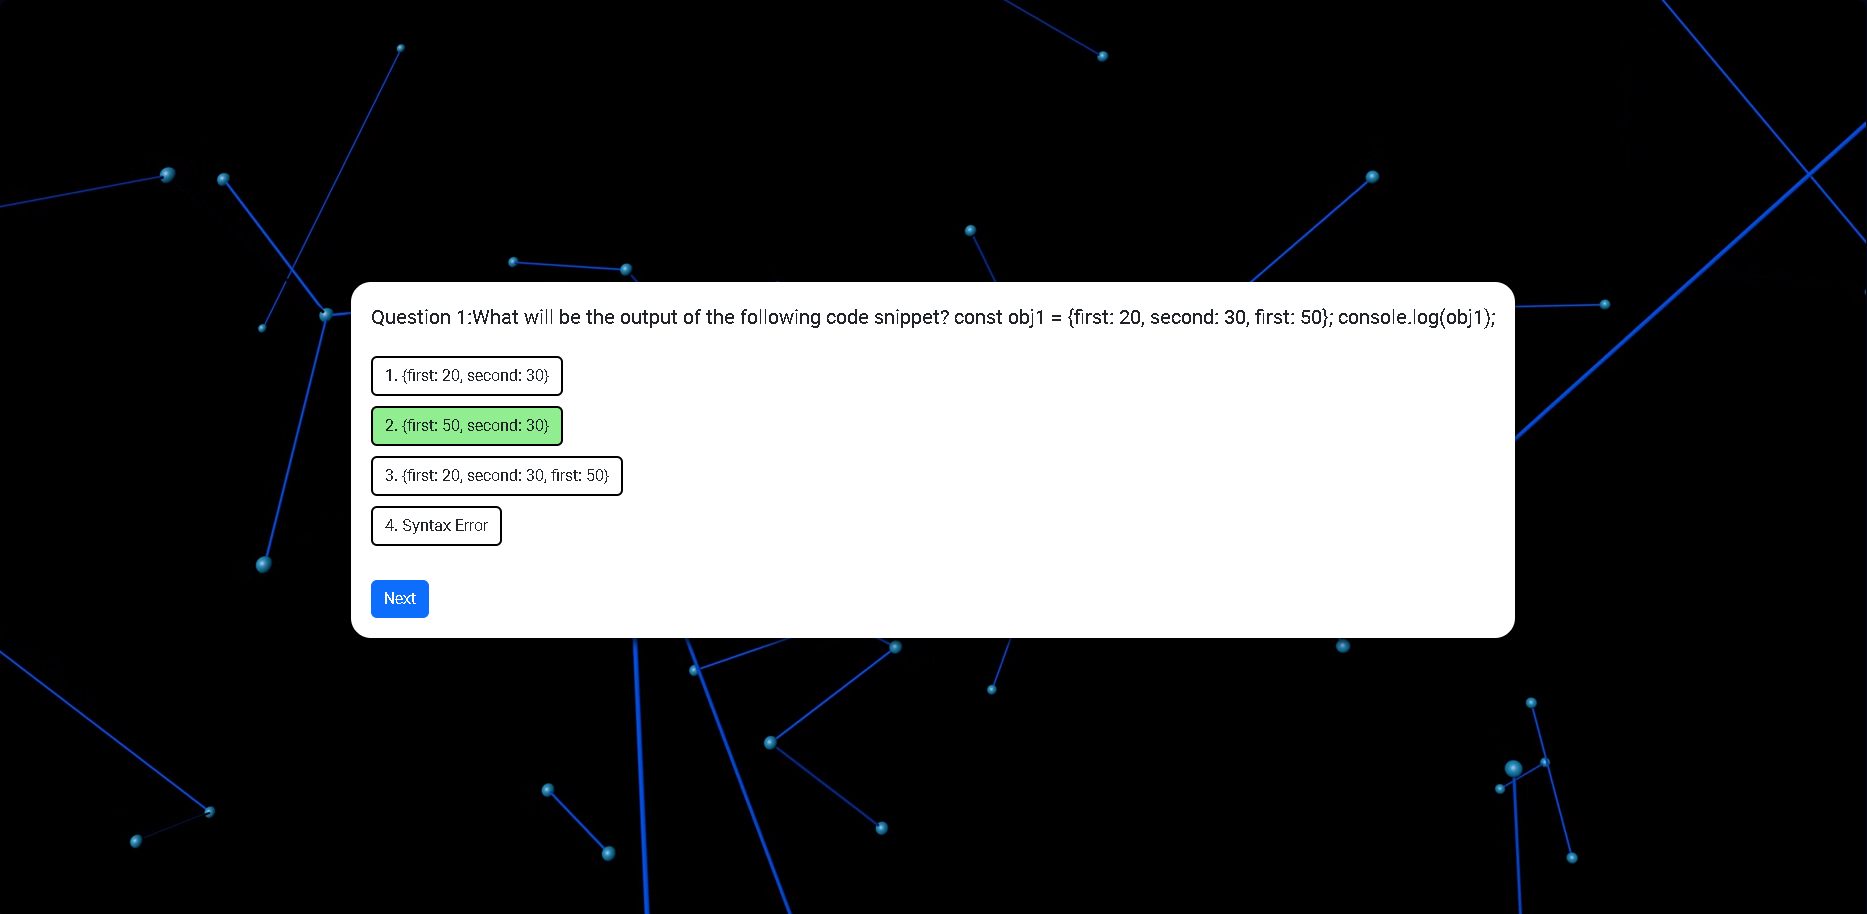 Question 1:What will be the output of the following code snippet? const obj1 = {first: 20, second: 30, first: 50}; console.log(obj1);
1. {first: 20, second: 30}
2. {first: 50, second: 30}
3. {first: 20, second: 30, first: 50}
4. Syntax Error
Next